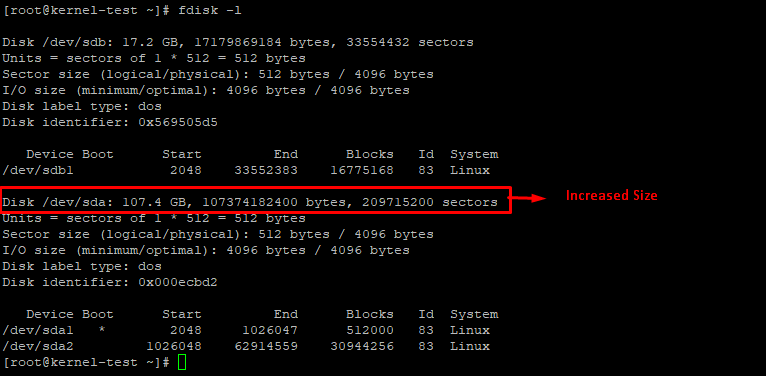 [root@kernel-test ~]# fdisk -l
Disk /dev/sdb: 17.2 GB, 17179869184 bytes, 33554432 sectors
Units = sectors of 1 * 512 = 512 bytes
Sector size (logical/physical): 512 bytes / 4096 bytes
I/O size (minimum/optimal): 4096 bytes / 4096 bytes
Disk label type: dos
Disk identifier: 0x569505d5
Device Boot Start End Blocks Id System
/dev/sdb1 2048 33552383 16775168 83 Linux
Disk /dev/sda: 107.4 GB, 107374182400 bytes, 209715200 sectors Increased Size
Units = sectors of 1 * 512 = 512 bytes
Sector size (logical/physical): 512 bytes / 4096 bytes
I/O size (minimum/optimal): 4096 bytes / 4096 bytes
Disk label type: dos
Disk identifier: 0x000ecbd2
Device Boot Start End Blocks Id System
/dev/sda1 * 2048 1026047 512000 83 Linux
/dev/sda2 1026048 62914559 30944256 83 Linux
[root@kernel-test ~]#